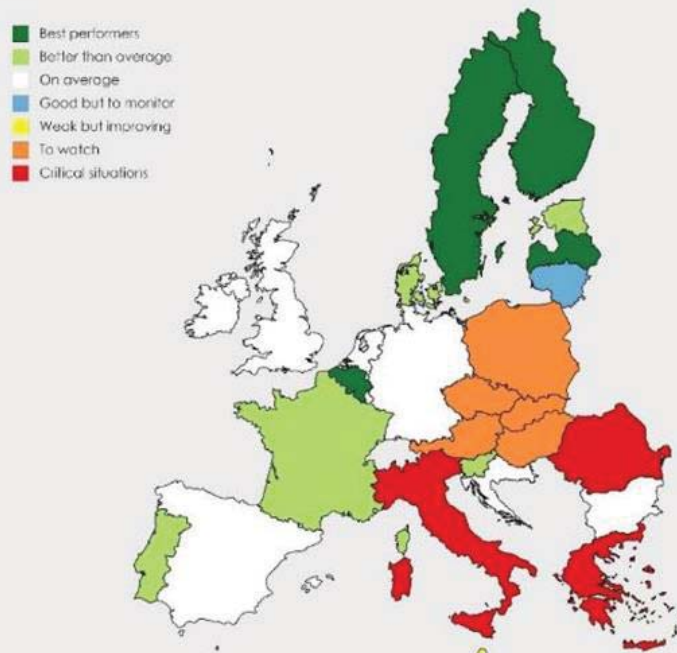 Best performers
Better than average
On average
Good but to monitor
Weak but improving
To watch
Critical situations